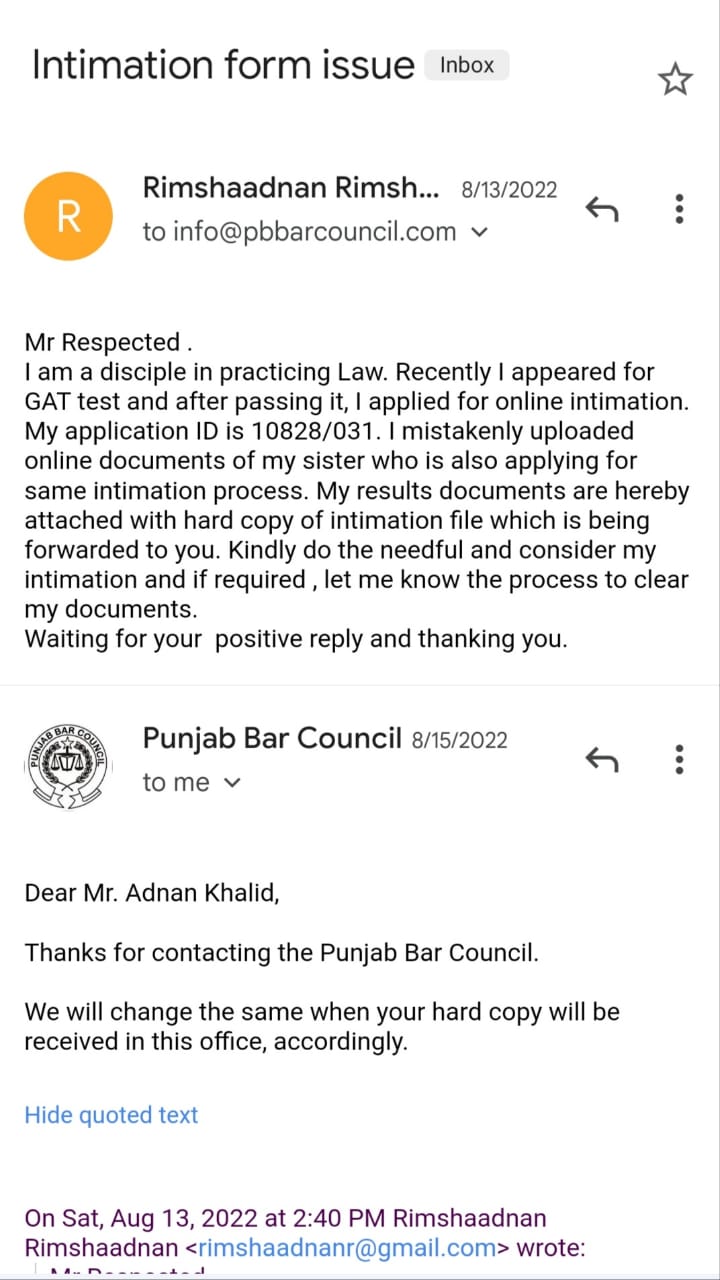 Intimation form issue Inbox
R
Rimshaadnan Rimsh... 8/13/2022
to info@pbbarcouncil.com
Mr Respected .
I am a disciple in practicing Law. Recently I appeared for
GAT test and after passing it, I applied for online intimation.
My application ID is 10828/031. I mistakenly uploaded
online documents of my sister who is also applying for
same intimation process. My results documents are hereby
attached with hard copy of intimation file which is being
forwarded to you. Kindly do the needful and consider my
intimation and if required , let me know the process to clear
my documents.
Waiting for your  positive reply and thanking you.
PUNJAB BAR COUNCIL
Punjab Bar Council 8/15/2022
to me
Dear Mr. Adnan Khalid,
Thanks for contacting the Punjab Bar Council.
We will change the same when your hard copy will be
received in this office, accordingly.
Hide quoted text
On Sat, Aug 13, 2022 at 2:40 PM Rimshaadnan
Rimshaadnan <rimshaadnanr@gmail.com> wrote: